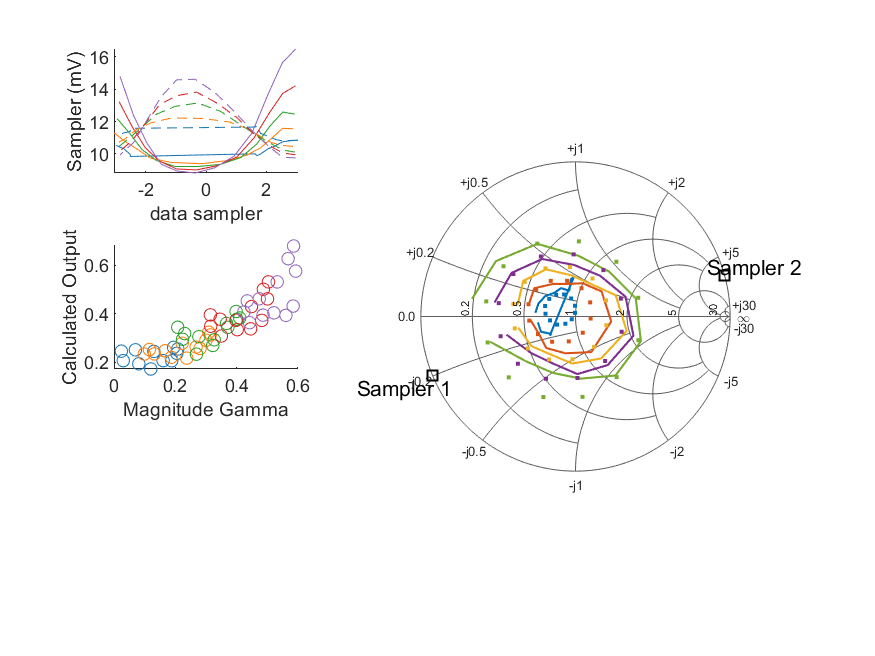 16
14
12
10
Sampler (mV)
-2
0
2
data sampler
0.6
0.4
0.2
Calculated Output
0
0.2
0.4
0.6
Magnitude Gamma
+j1
+j0.5
+j2
+j0.2
+j5
Sampler 2
0.0
0.2
0.5
1
2
5
30
+j30
∞
-j30
-j0.2
Sampler 1
-j5
-j0.5
-j2
-j1